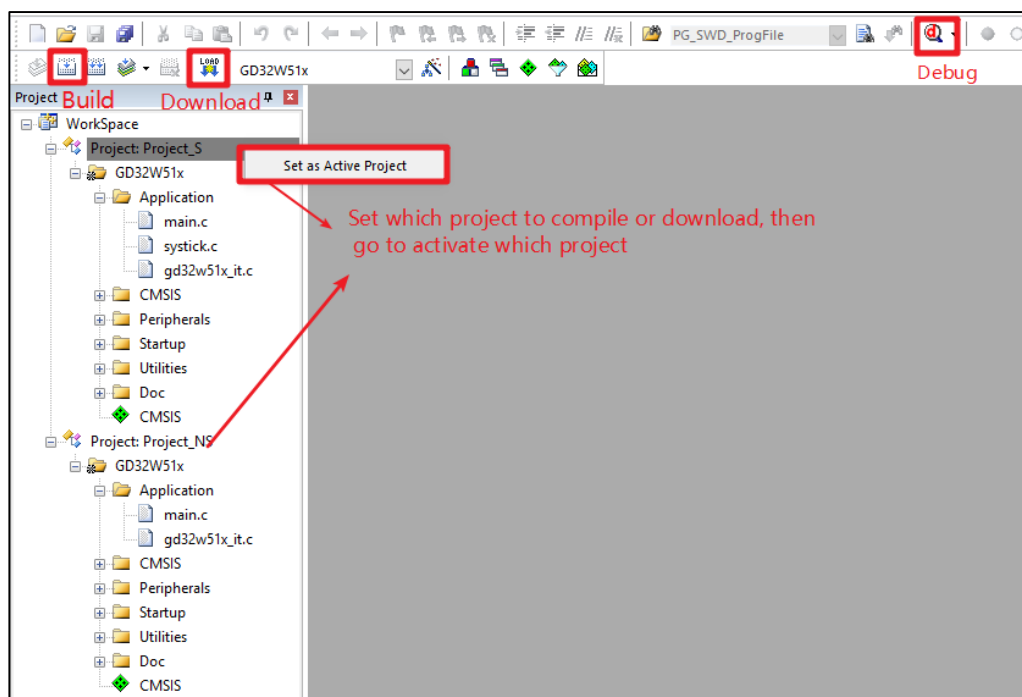 PG_SWD_ProgFile
LOAD
GD32W51x
Debug
Project
Build
Download
WorkSpace
Project: Project_S
Set as Active Project
GD32W51x
Application
main.c
systick.c
gd32w51x_it.c
Set which project to compile or download, then
go to activate which project
CMSIS
Peripherals
Startup
Utilities
Doc
CMSIS
Project: Project_NS
GD32W51x
Application
main.c
gd32w51x_it.c
CMSIS
Peripherals
Startup
Utilities
Doc
CMSIS